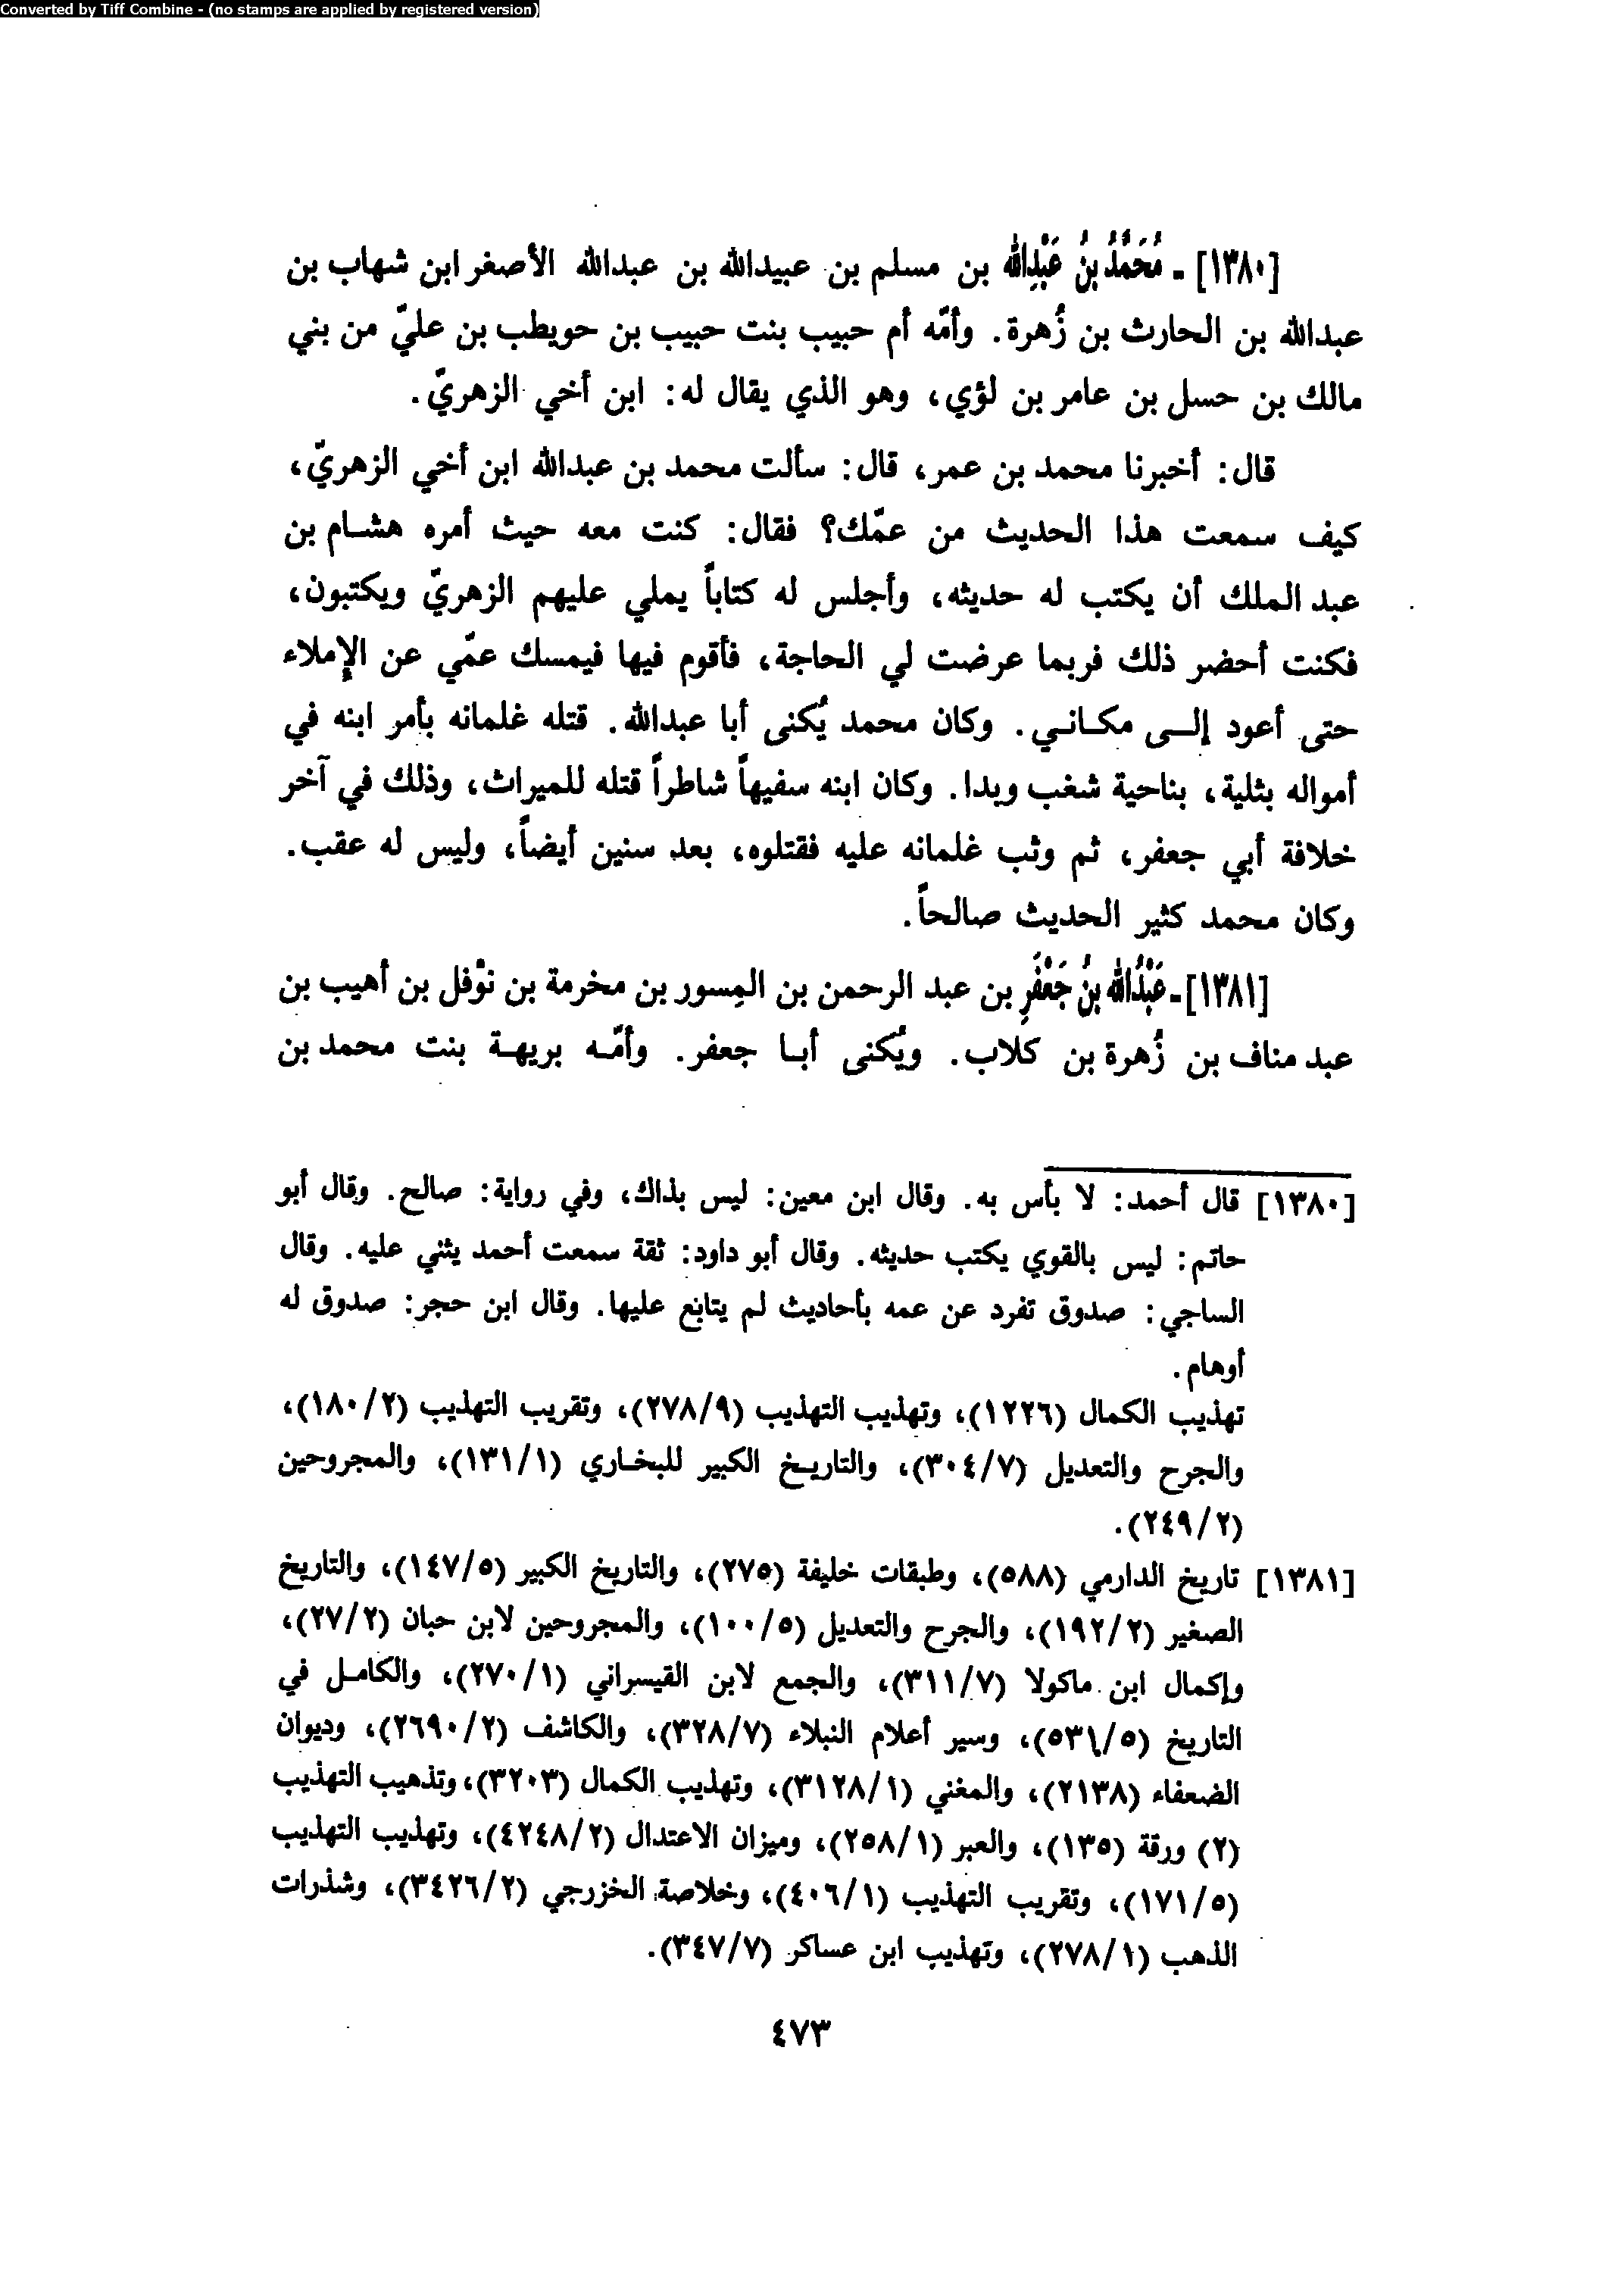 Converted by Tiff Combine - (no stamps are applied by registered version)
[١٣٨٠] - مُحَمَّدُ بنُ عَبْدِالله بن مسلم بن عبيدالله بن عبدالله الأصغر ابن شهاب بن
عبدالله بن الحارث بن زُهرة. وأمّه أم حبيب بنت حبيب بن حويطب بن عليّ من بني
مالك بن حسل بن عامر بن لؤي، وهو الذي يقال له: ابن أخي الزهريّ.
قال: أخبرنا محمد بن عمر، قال: سألت محمد بن عبدالله ابن أخي الزهريّ،
كيف سمعت هذا الحديث من عمّك؟ فقال: كنت معه حيث أمره هشام بن
عبد الملك أن يكتب له حديثه، وأجلس له كتاباً يملي عليهم الزهريّ ويكتبون،
فكنت أحضر ذلك فربما عرضت لي الحاجة، فأقوم فيها فيمسك عمّي عن الإملاء
حتى أعود إلى مكاني. وكان محمد يُكنى أبا عبدالله. قتله غلمانه بأمر ابنه في
أمواله بثلية، بناحية شغب وبدا. وكان ابنه سفيهاً شاطراً قتله للميراث، وذلك في آخر
خلافة أبي جعفر، ثم وثب غلمانه عليه فقتلوه، بعد سنين أيضاً، وليس له عقب.
وكان محمد كثير الحديث صالحاً.
[١٣٨١] - عَبْدُالله بنُ جَعْفَرِ بن عبد الرحمن بن المِسور بن مخرمة بن نوْفل بن أهيب بن
عبد مناف بن زُهرة بن كلاب. ويُكنى أبا جعفر. وأمّه بريهة بنت محمد بن
[١٣٨٠] قال أحمد: لا بأس به. وقال ابن معين: ليس بذاك، وفي رواية: صالح. وقال أبو
حاتم: ليس بالقوي يكتب حديثه. وقال أبو داود: ثقة سمعت أحمد يثني عليه. وقال
الساجي: صدوق تفرد عن عمه بأحاديث لم يتابع عليها. وقال ابن حجر: صدوق له
أوهام.
تهذيب الكمال (١٢٢٦)، وتهذيب التهذيب (٢٧٨/٩)، وتقريب التهذيب (١٨٠/٢)،
والجرح والتعديل (٣٠٤/٧)، والتاريخ الكبير للبخاري (١٣١/١)، والمجروحين
(٢٤٩/٢).
[١٣٨١] تاريخ الدارمي (٥٨٨)، وطبقات خليفة (٢٧٥)، والتاريخ الكبير (١٤٧/٥)، والتاريخ
الصغير (١٩٢/٢)، والجرح والتعديل (١٠٠/٥)، والمجروحين لابن حبان (٢٧/٢)،
وإكمال ابن ماكولا (٣١١/٧)، والجمع لابن القيسراني (٢٧٠/١)، والكامل في
التاريخ (٥٣١/٥)، وسير أعلام النبلاء (٣٢٨/٧)، والكاشف (٢٦٩٠/٢)، وديوان
الضعفاء (٢١٣٨)، والمغني (٣١٢٨/١)، وتهذيب الكمال (٣٢٠٣)، وتذهيب التهذيب
(٢) ورقة (١٣٥)، والعبر (٢٥٨/١)، وميزان الاعتدال (٤٢٤٨/٢)، وتهذيب التهذيب
(١٧١/٥)، وتقريب التهذيب (٤٠٦/١)، وخلاصة الخزرجي (٣٤٢٦/٢)، وشذرات
الذهب (٢٧٨/١)، وتهذيب ابن عساكر (٣٤٧/٧).
٤٧٣